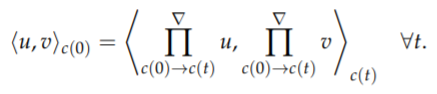 ⟨u, v⟩_{c(0)} = ⟨ ∏^{∇}_{c(0)→c(t)} u, ∏^{∇}_{c(0)→c(t)} v ⟩_{c(t)} ∀t.